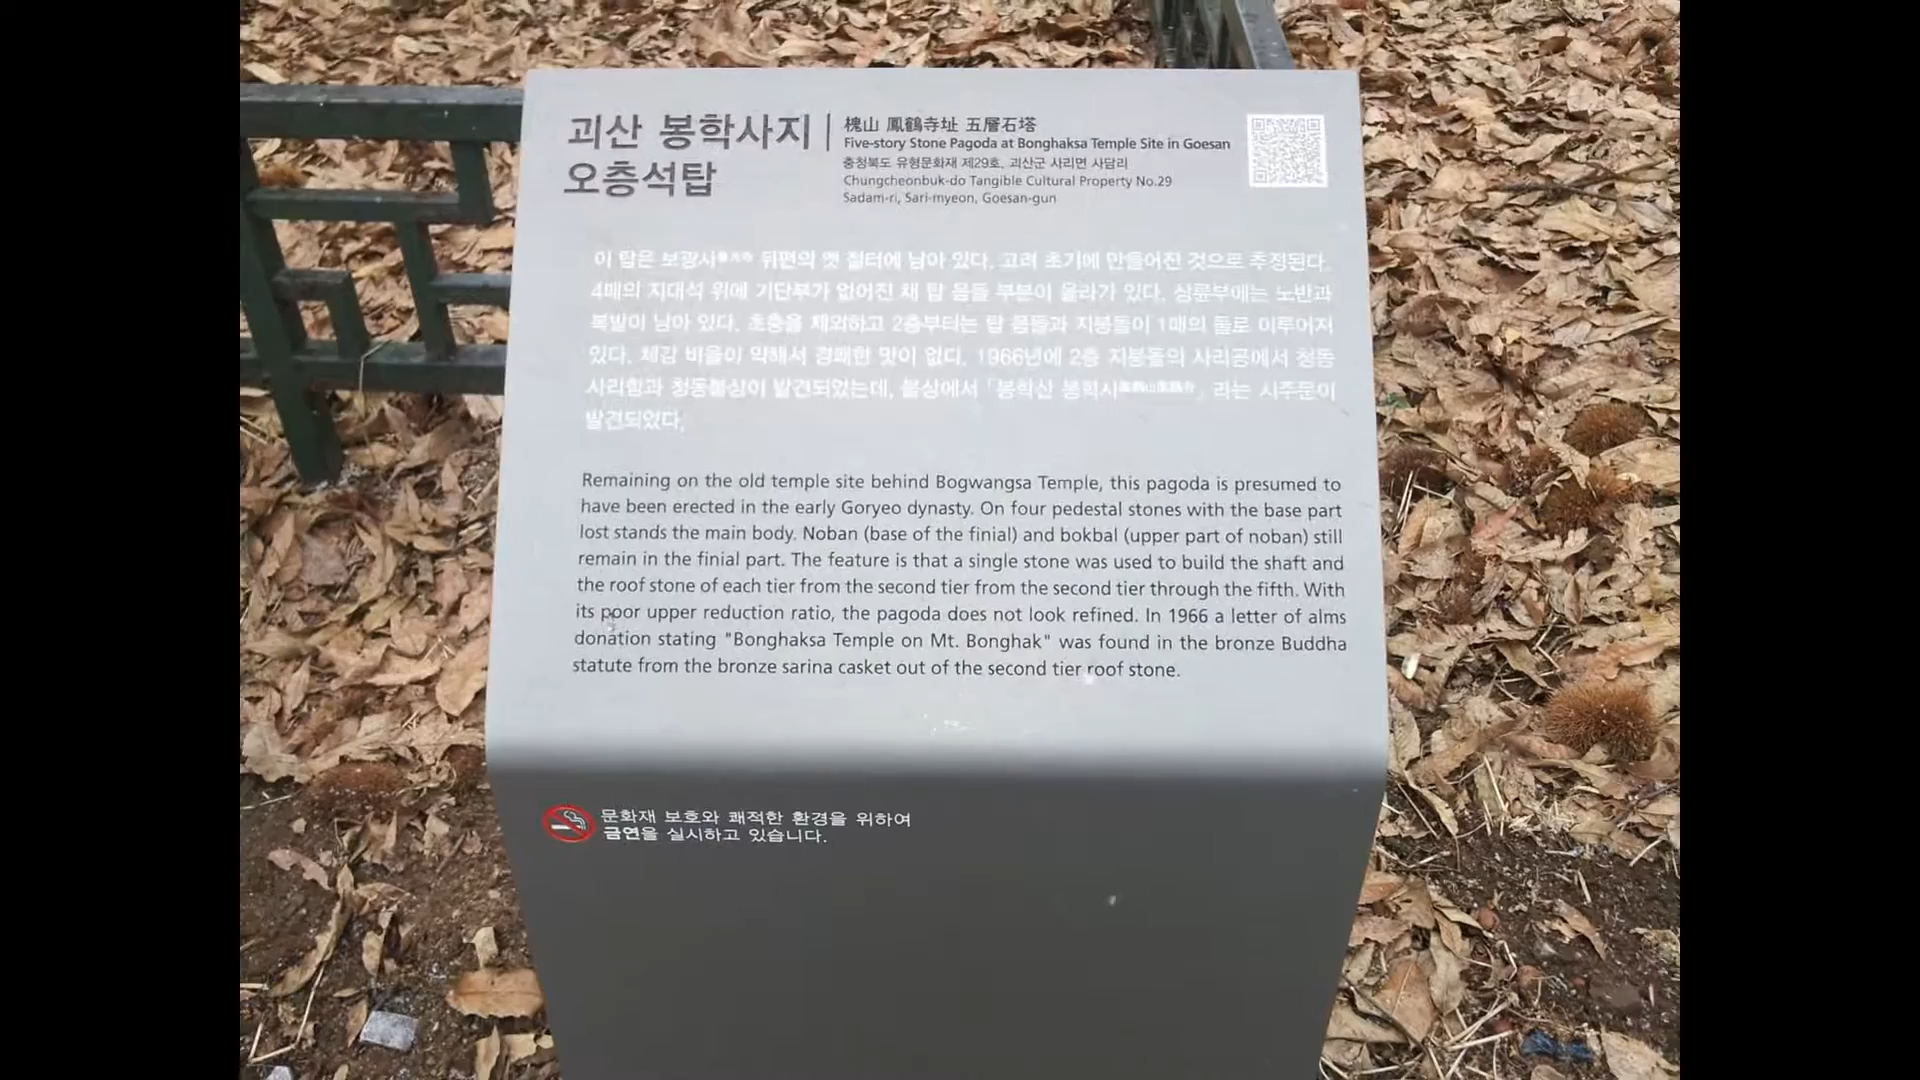 괴산 봉학사지
오층석탑
槐山 鳳鶴寺址 五層石塔
Five-story Stone Pagoda at Bonghaksa Temple Site in Goesan
충청북도 유형문화재 제29호, 괴산군 사리면 사담리
Chungcheonbuk-do Tangible Cultural Property No.29
Sadam-ri, Sari-myeon, Goesan-gun
이 탑은 보광사 뒤편의 옛 절터에 남아 있다. 고려 초기에 만들어진 것으로 추정된다.
4매의 지대석 위에 기단부가 없어진 채 탑 몸돌 부분이 올라가 있다. 상륜부에는 노반과
복발이 남아 있다. 초층을 제외하고 2층부터는 탑 몸돌과 지붕돌이 1매의 돌로 이루어져
있다. 체감 비율이 약해서 경쾌한 맛이 없다. 1966년에 2층 지붕돌의 사리공에서 청동
사리함과 청동불상이 발견되었는데, 불상에서 「봉학산 봉학사」 라는 시주문이
발견되었다.
Remaining on the old temple site behind Bogwangsa Temple, this pagoda is presumed to
have been erected in the early Goryeo dynasty. On four pedestal stones with the base part
lost stands the main body. Noban (base of the finial) and bokbal (upper part of noban) still
remain in the finial part. The feature is that a single stone was used to build the shaft and
the roof stone of each tier from the second tier from the second tier through the fifth. With
its poor upper reduction ratio, the pagoda does not look refined. In 1966 a letter of alms
donation stating "Bonghaksa Temple on Mt. Bonghak" was found in the bronze Buddha
statute from the bronze sarina casket out of the second tier roof stone.
문화재 보호와 쾌적한 환경을 위하여
금연을 실시하고 있습니다.